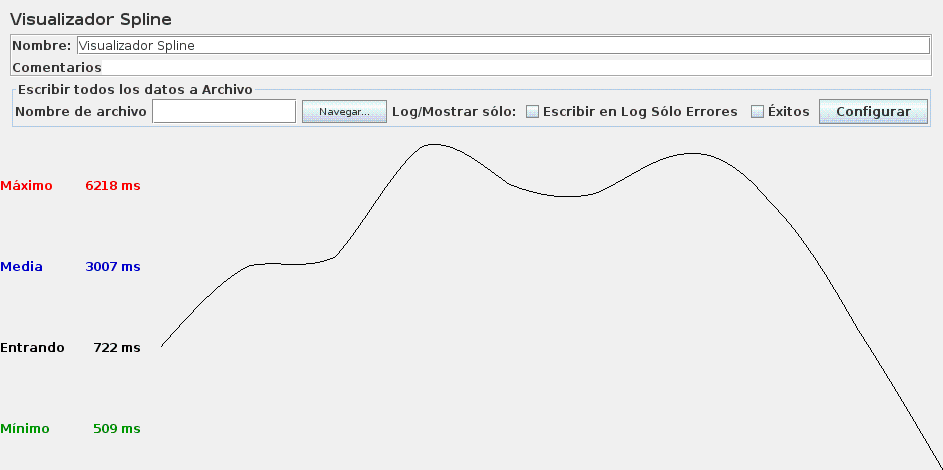 Visualizador Spline
Nombre: Visualizador Spline
Comentarios
Escribir todos los datos a Archivo
Nombre de archivo Navegar... Log/Mostrar sólo: Escribir en Log Sólo Errores Éxitos Configurar
Máximo 6218 ms
Media 3007 ms
Entrando 722 ms
Mínimo 509 ms